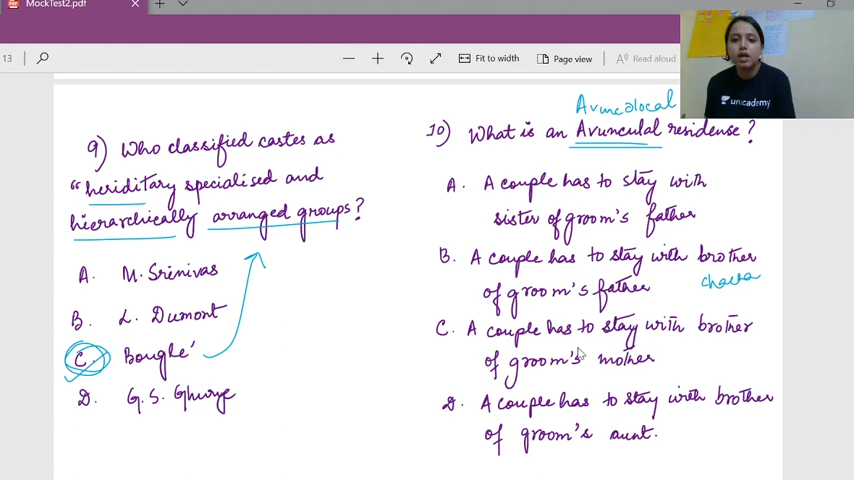 MockTest2.pdf
13
Fit to width
Page view
Read aloud
unacademy
9) Who classified castes as
"hereditary specialised and
hierarchically arranged groups?
A. M. Srinivas
B. L. Dumont
C. Bougle'
D. G. S. Ghurye
Avuncalocal
10) What is an Avunculal residense?
A. A couple has to stay with
sister of groom's father
B. A couple has to stay with brother
of groom's father
chacha
C. A couple has to stay with brother
of groom's mother
D. A couple has to stay with brother
of groom's aunt.